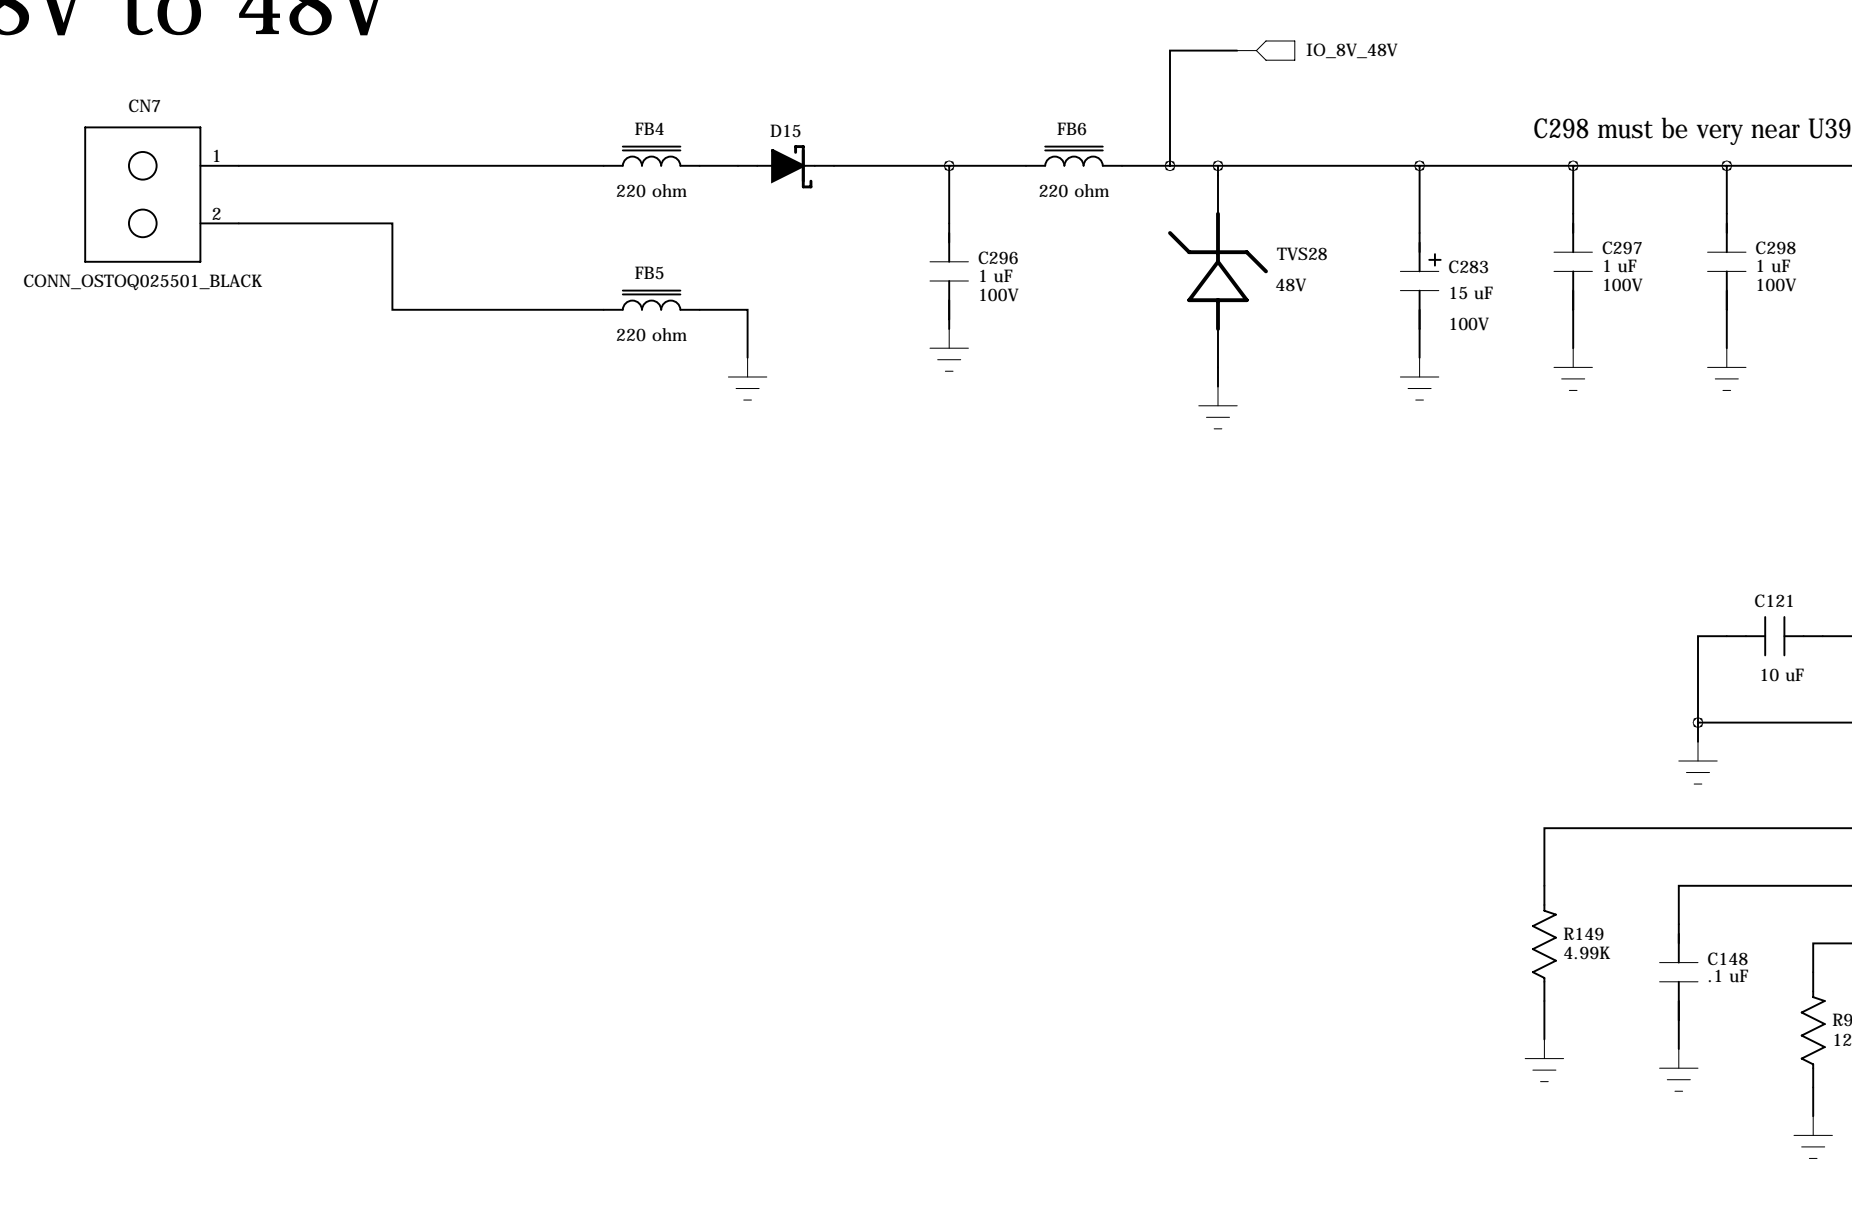 8V to 48V
IO_8V_48V
CN7
1
2
CONN_OSTOQ025501_BLACK
FB4
220 ohm
D15
FB6
220 ohm
C298 must be very near U39
FB5
220 ohm
C296
1 uF
100V
TVS28
48V
+
C283
15 uF
100V
C297
1 uF
100V
C298
1 uF
100V
C121
10 uF
R149
4.99K
C148
.1 uF
R9
12